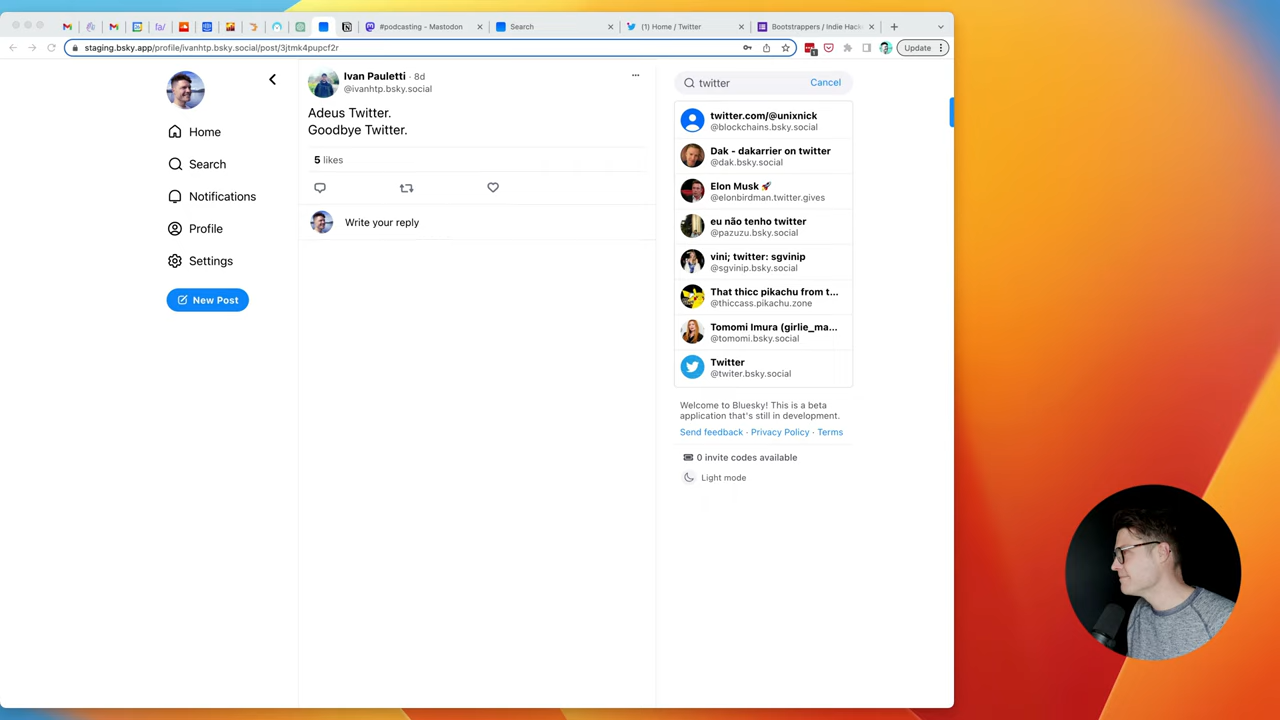 #podcasting - Mastodon
Search
(1) Home / Twitter
Bootstrappers / Indie Hack
staging.bsky.app/profile/ivanhtp.bsky.social/post/3jtmk4pupcf2r
Update
Home
Search
Notifications
Profile
Settings
New Post
Ivan Pauletti · 8d
@ivanhtp.bsky.social
Adeus Twitter.
Goodbye Twitter.
5 likes
Write your reply
twitter
Cancel
twitter.com/@unixnick
@blockchains.bsky.social
Dak - dakarrier on twitter
@dak.bsky.social
Elon Musk 🚀
@elonbirdman.twitter.gives
eu não tenho twitter
@pazuzu.bsky.social
vini; twitter: sgvinip
@sgvinip.bsky.social
That thicc pikachu from t...
@thiccass.pikachu.zone
Tomomi Imura (girlie_ma...
@tomomi.bsky.social
Twitter
@twiter.bsky.social
Welcome to Bluesky! This is a beta
application that's still in development.
Send feedback · Privacy Policy · Terms
0 invite codes available
Light mode